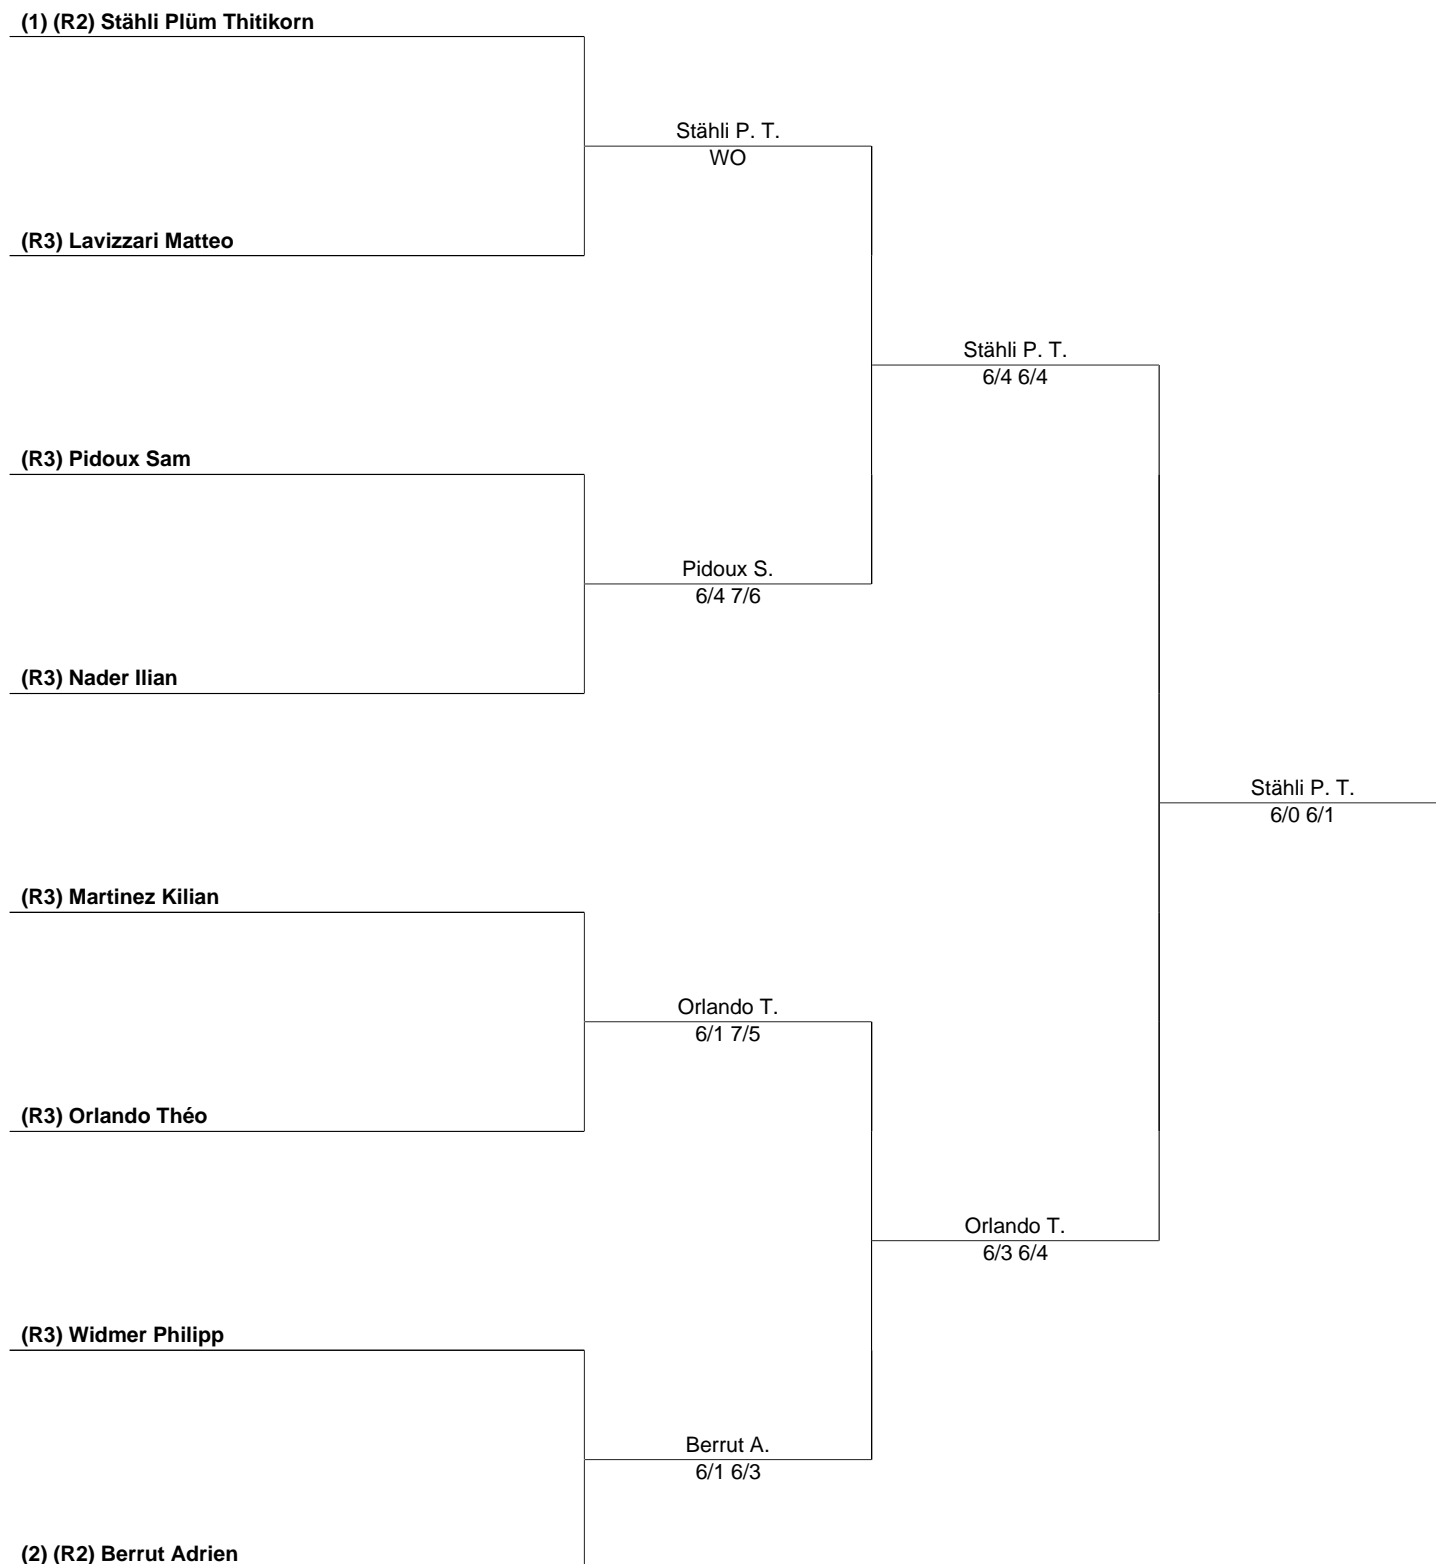 (1) (R2) Stähli Plüm Thitikorn
Stähli P. T.
WO
(R3) Lavizzari Matteo
Stähli P. T.
6/4 6/4
(R3) Pidoux Sam
Pidoux S.
6/4 7/6
(R3) Nader Ilian
Stähli P. T.
6/0 6/1
(R3) Martinez Kilian
Orlando T.
6/1 7/5
(R3) Orlando Théo
Orlando T.
6/3 6/4
(R3) Widmer Philipp
Berrut A.
6/1 6/3
(2) (R2) Berrut Adrien